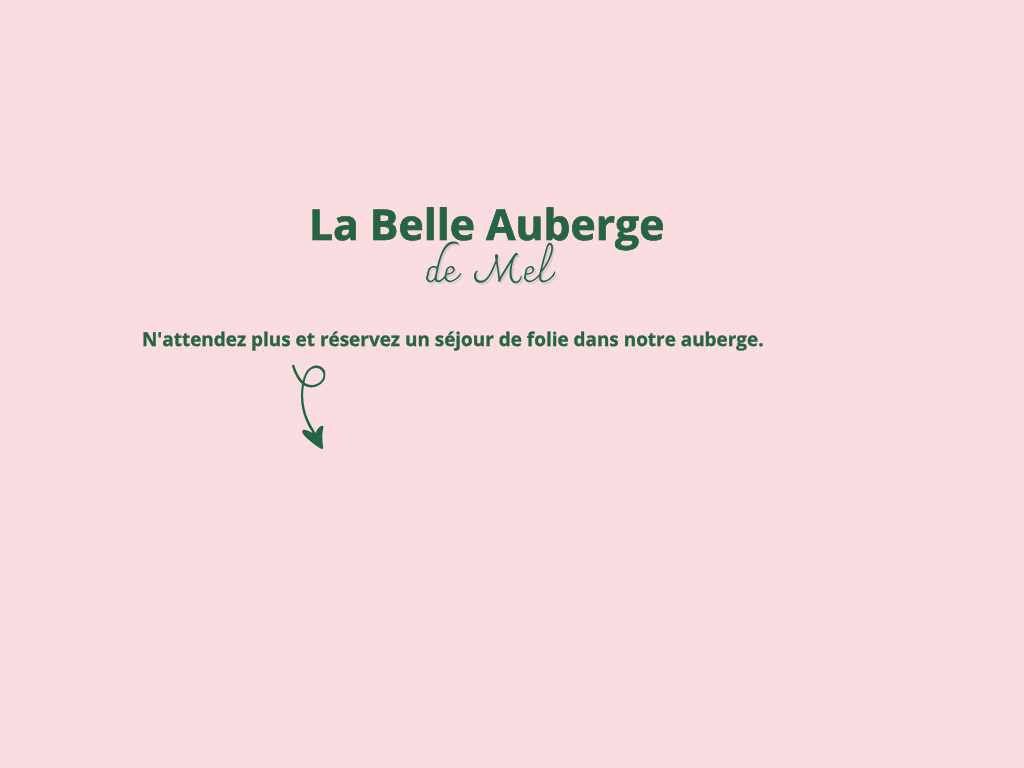 La Belle Auberge
de Mel
N'attendez plus et réservez un séjour de folie dans notre auberge.